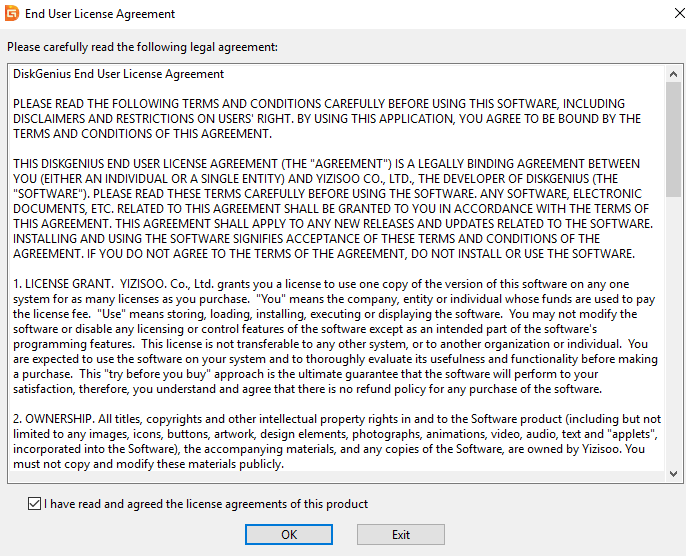 End User License Agreement
Please carefully read the following legal agreement:
DiskGenius End User License Agreement
PLEASE READ THE FOLLOWING TERMS AND CONDITIONS CAREFULLY BEFORE USING THIS SOFTWARE, INCLUDING
DISCLAIMERS AND RESTRICTIONS ON USERS' RIGHT. BY USING THIS APPLICATION, YOU AGREE TO BE BOUND BY THE
TERMS AND CONDITIONS OF THIS AGREEMENT.
THIS DISKGENIUS END USER LICENSE AGREEMENT (THE "AGREEMENT") IS A LEGALLY BINDING AGREEMENT BETWEEN
YOU (EITHER AN INDIVIDUAL OR A SINGLE ENTITY) AND YIZISOO CO., LTD., THE DEVELOPER OF DISKGENIUS (THE
"SOFTWARE"). PLEASE READ THESE TERMS CAREFULLY BEFORE USING THE SOFTWARE. ANY SOFTWARE, ELECTRONIC
DOCUMENTS, ETC. RELATED TO THIS AGREEMENT SHALL BE GRANTED TO YOU IN ACCORDANCE WITH THE TERMS OF
THIS AGREEMENT. THIS AGREEMENT SHALL APPLY TO ANY NEW RELEASES AND UPDATES RELATED TO THE SOFTWARE.
INSTALLING AND USING THE SOFTWARE SIGNIFIES ACCEPTANCE OF THESE TERMS AND CONDITIONS OF THE
AGREEMENT. IF YOU DO NOT AGREE TO THE TERMS OF THE AGREEMENT, DO NOT INSTALL OR USE THE SOFTWARE.
1. LICENSE GRANT.  YIZISOO. Co., Ltd. grants you a license to use one copy of the version of this software on any one
system for as many licenses as you purchase.  "You" means the company, entity or individual whose funds are used to pay
the license fee.  "Use" means storing, loading, installing, executing or displaying the software.  You may not modify the
software or disable any licensing or control features of the software except as an intended part of the software's
programming features.  This license is not transferable to any other system, or to another organization or individual.  You
are expected to use the software on your system and to thoroughly evaluate its usefulness and functionality before making
a purchase.  This "try before you buy" approach is the ultimate guarantee that the software will perform to your
satisfaction, therefore, you understand and agree that there is no refund policy for any purchase of the software.
2. OWNERSHIP. All titles, copyrights and other intellectual property rights in and to the Software product (including but not
limited to any images, icons, buttons, artwork, design elements, photographs, animations, video, audio, text and "applets",
incorporated into the Software), the accompanying materials, and any copies of the Software, are owned by Yizisoo. You
must not copy and modify these materials publicly.
I have read and agreed the license agreements of this product
OK
Exit